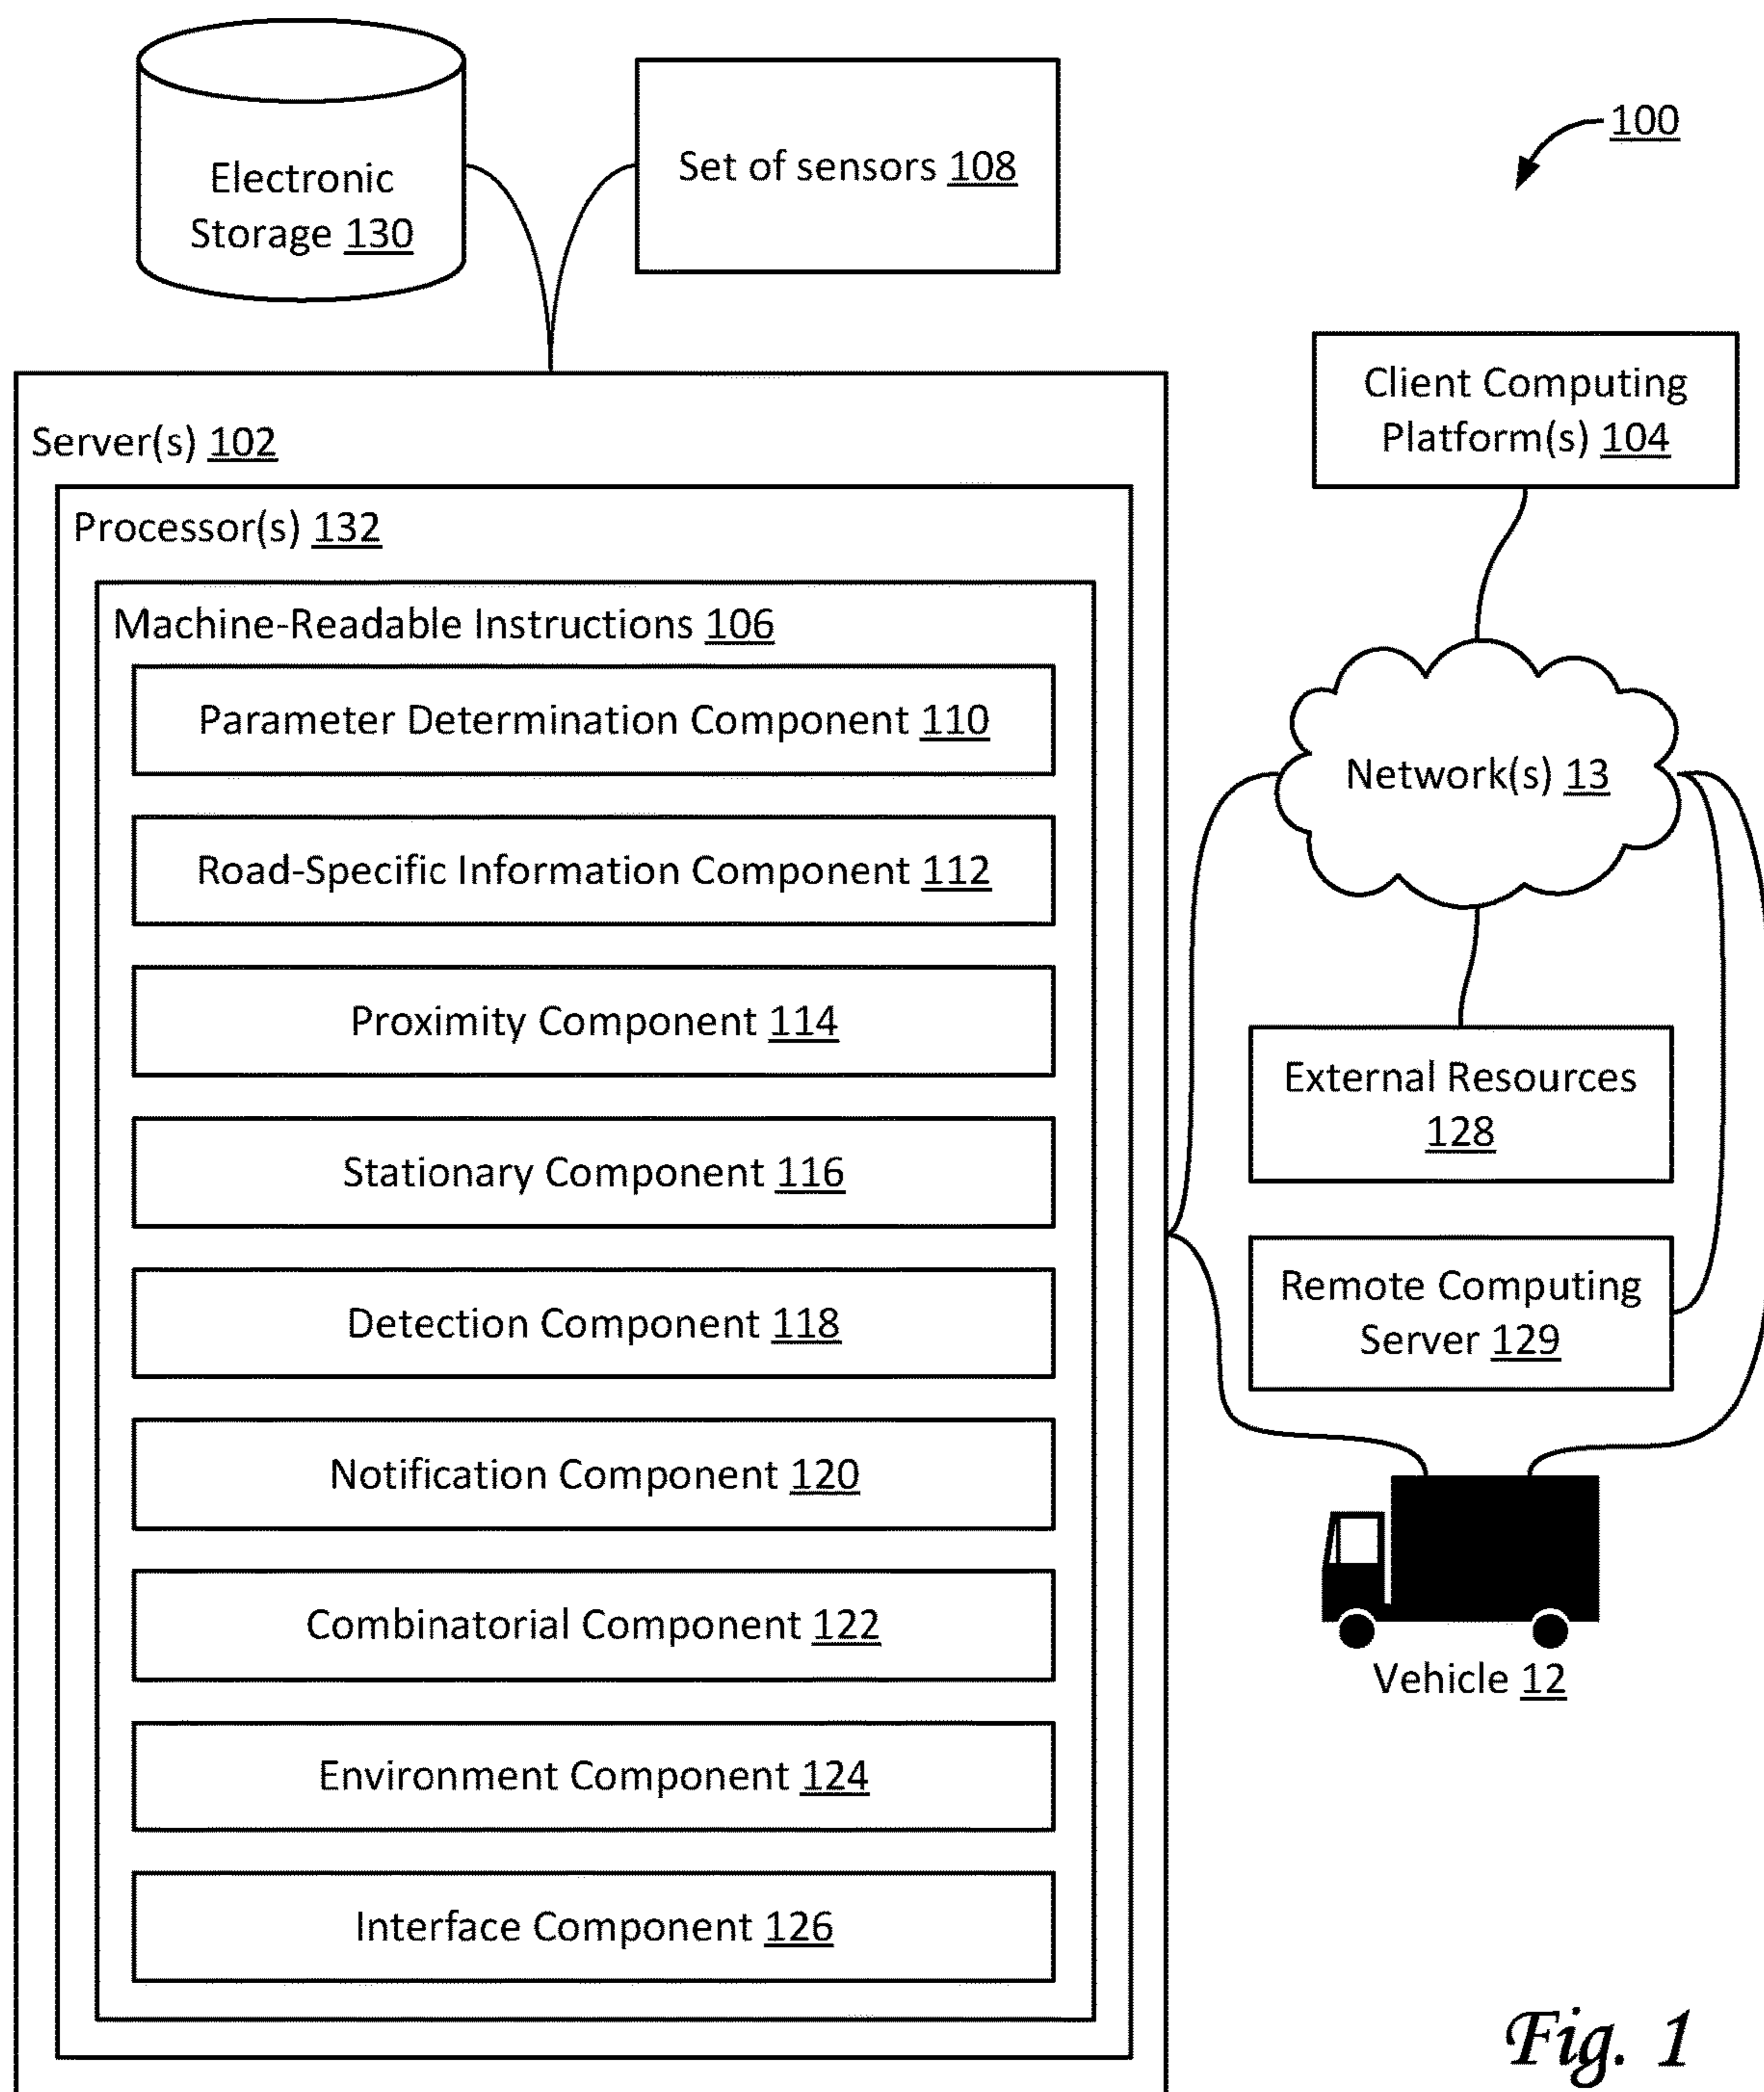 Electronic
Storage 130
Set of sensors 108
100
Client Computing
Platform(s) 104
Server(s) 102
Processor(s) 132
Machine-Readable Instructions 106
Parameter Determination Component 110
Road-Specific Information Component 112
Proximity Component 114
Stationary Component 116
Detection Component 118
Notification Component 120
Combinatorial Component 122
Environment Component 124
Interface Component 126
Network(s) 13
External Resources
128
Remote Computing
Server 129
Vehicle 12
Fig. 1